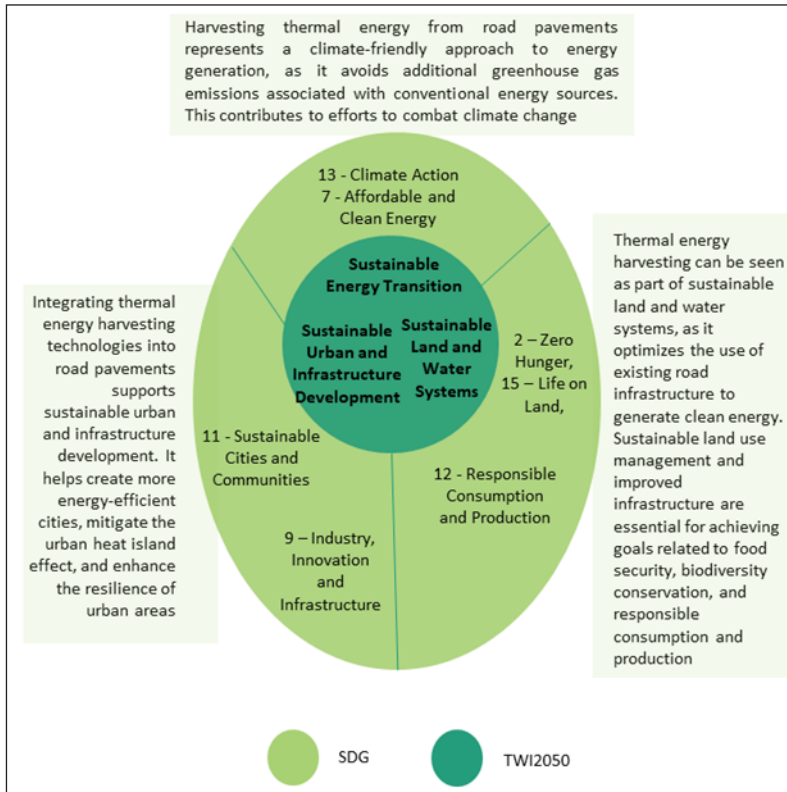 Harvesting thermal energy from road pavements
represents a climate-friendly approach to energy
generation, as it avoids additional greenhouse gas
emissions associated with conventional energy sources.
This contributes to efforts to combat climate change
13 - Climate Action
7 - Affordable and
Clean Energy
Sustainable
Energy Transition
Sustainable
Urban and
Infrastructure
Development
Sustainable
Land and
Water
Systems
2 – Zero
Hunger,
15 – Life on
Land,
12 - Responsible
Consumption
and Production
11 - Sustainable
Cities and
Communities
9 – Industry,
Innovation
and
Infrastructure
Integrating thermal
energy harvesting
technologies into
road pavements
supports
sustainable urban
and infrastructure
development. It
helps create more
energy-efficient
cities, mitigate the
urban heat island
effect, and enhance
the resilience of
urban areas
Thermal energy
harvesting can be seen
as part of sustainable
land and water
systems, as it
optimizes the use of
existing road
infrastructure to
generate clean energy.
Sustainable land use
management and
improved
infrastructure are
essential for achieving
goals related to food
security, biodiversity
conservation, and
responsible
consumption and
production
SDG
TWI2050